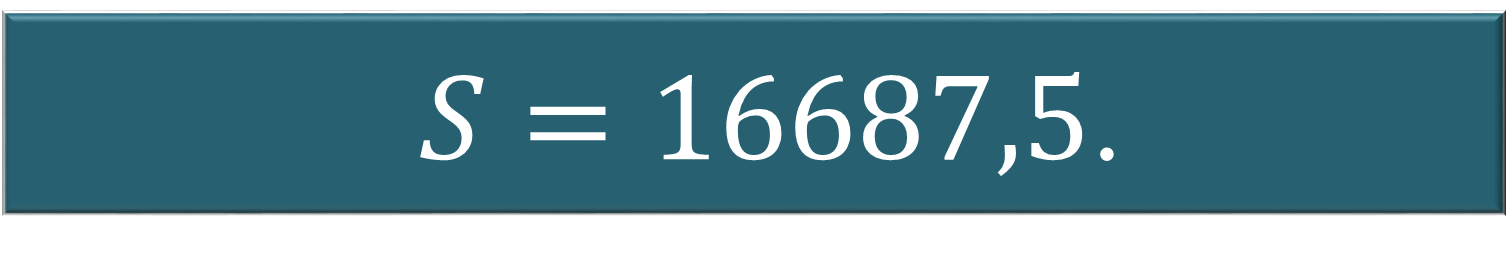 S = 16687,5.